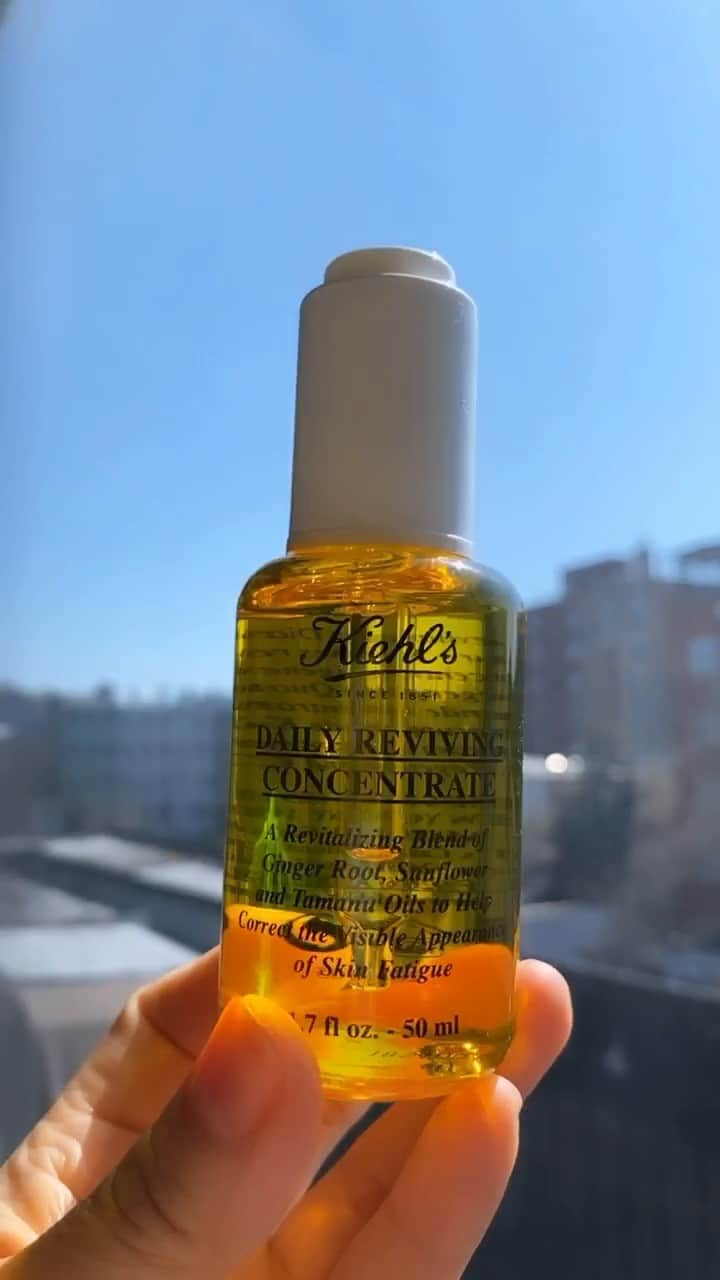 Kiehl's
SINCE 1851
DAILY REVIVING
CONCENTRATE
A Revitalizing Blend of
Ginger Root, Sunflower
and Tamanu Oils to Help
Correct the Visible Appearance
of Skin Fatigue
.7 fl oz. - 50 ml